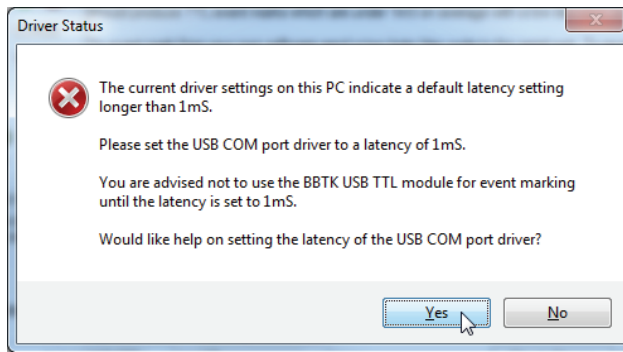 Driver Status
The current driver settings on this PC indicate a default latency setting
longer than 1mS.
Please set the USB COM port driver to a latency of 1mS.
You are advised not to use the BBTK USB TTL module for event marking
until the latency is set to 1mS.
Would like help on setting the latency of the USB COM port driver?
Yes
No